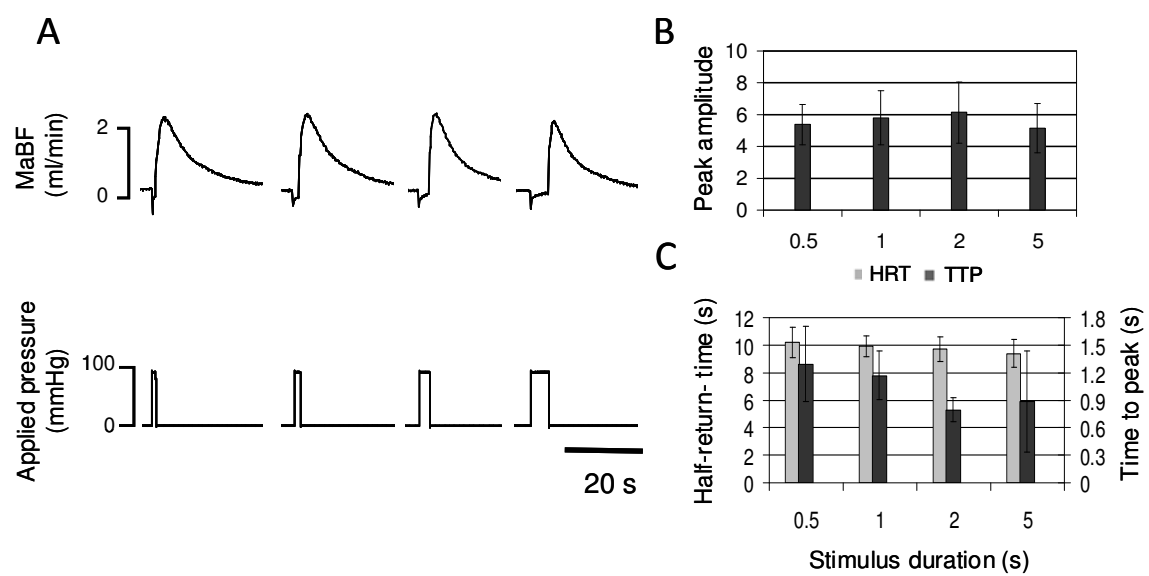 A
MaBF
(ml/min)
2
0
Applied pressure
(mmHg)
100
0
20 s
B
Peak amplitude
10
8
6
4
2
0
0.5 1 2 5
C
HRT TTP
Half-return- time (s)
12
10
8
6
4
2
0
1.8
1.5
1.2
0.9
0.6
0.3
0
Time to peak (s)
0.5 1 2 5
Stimulus duration (s)